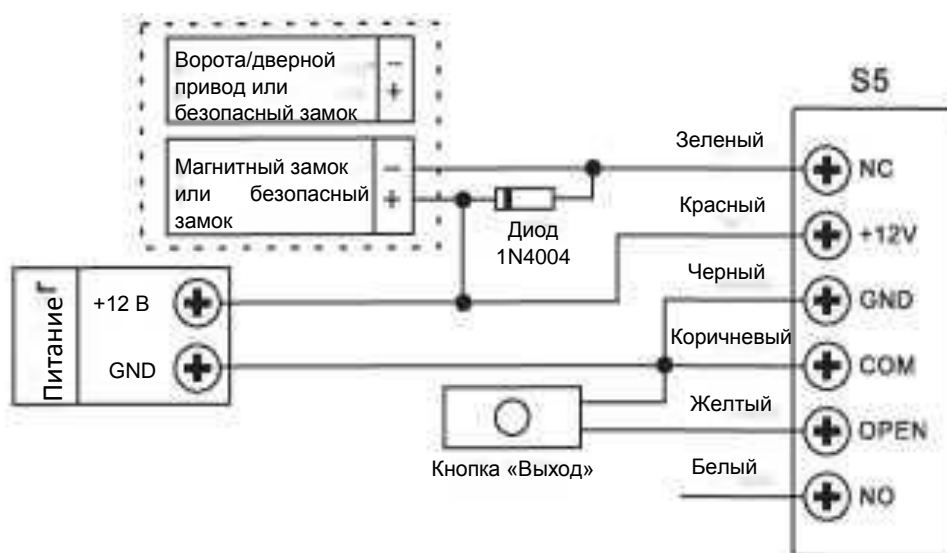 Ворота/дверной
привод или
безопасный замок
−
+
Магнитный замок
или безопасный
замок
−
+
S5
Зеленый
NC
Красный
+12V
Диод
1N4004
Черный
GND
Коричневый
COM
Желтый
OPEN
Белый
NO
Питание
+12 В
GND
Кнопка «Выход»